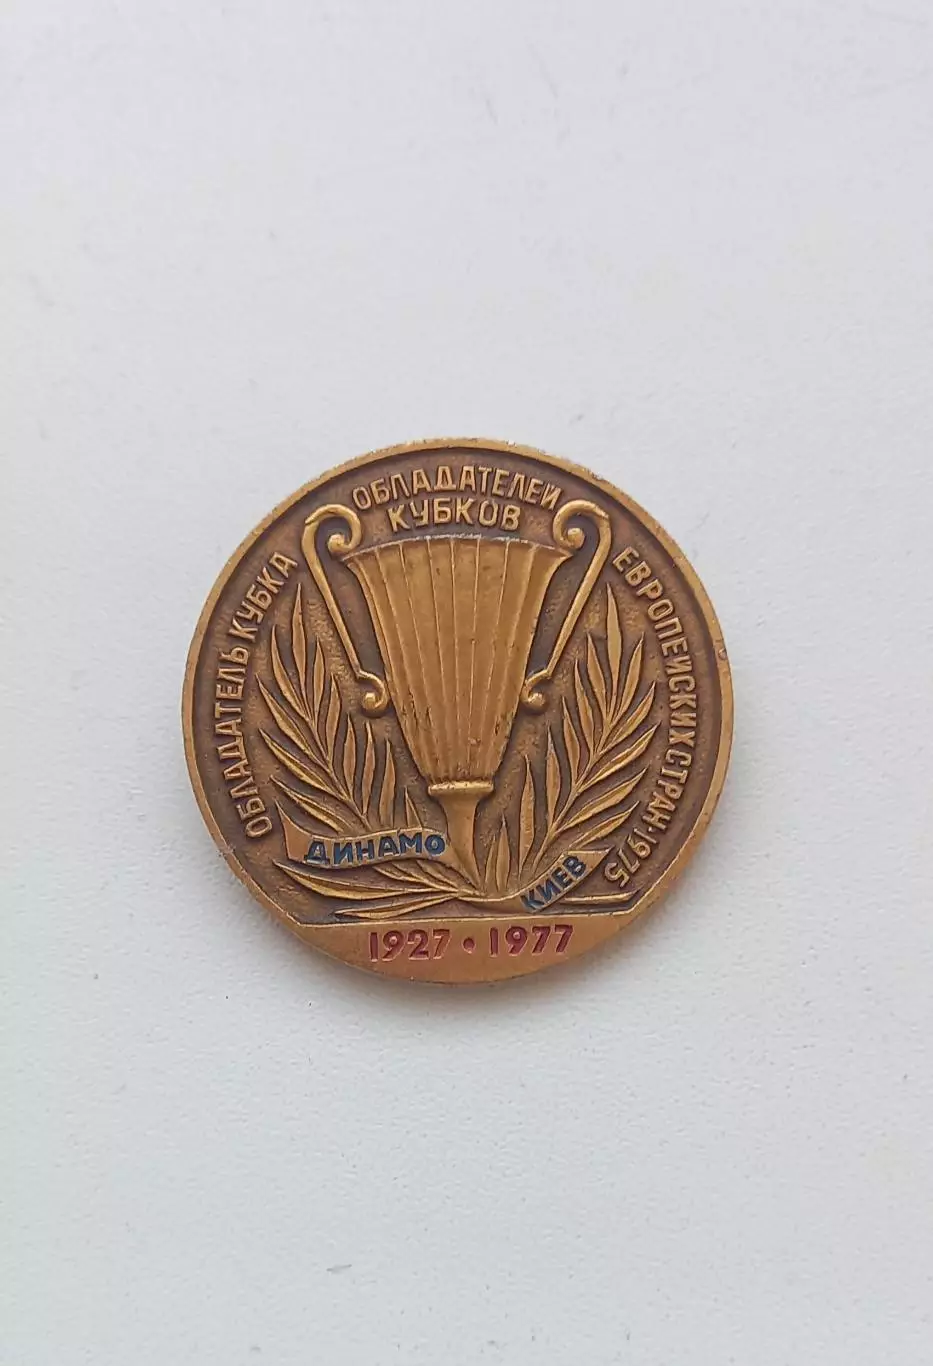 ОБЛАДАТЕЛЬ КУБКА
ОБЛАДАТЕЛЕЙ
КУБКОВ
ЕВРОПЕЙСКИХ СТРАН·1975
ДИНАМО
КИЕВ
1927 • 1977